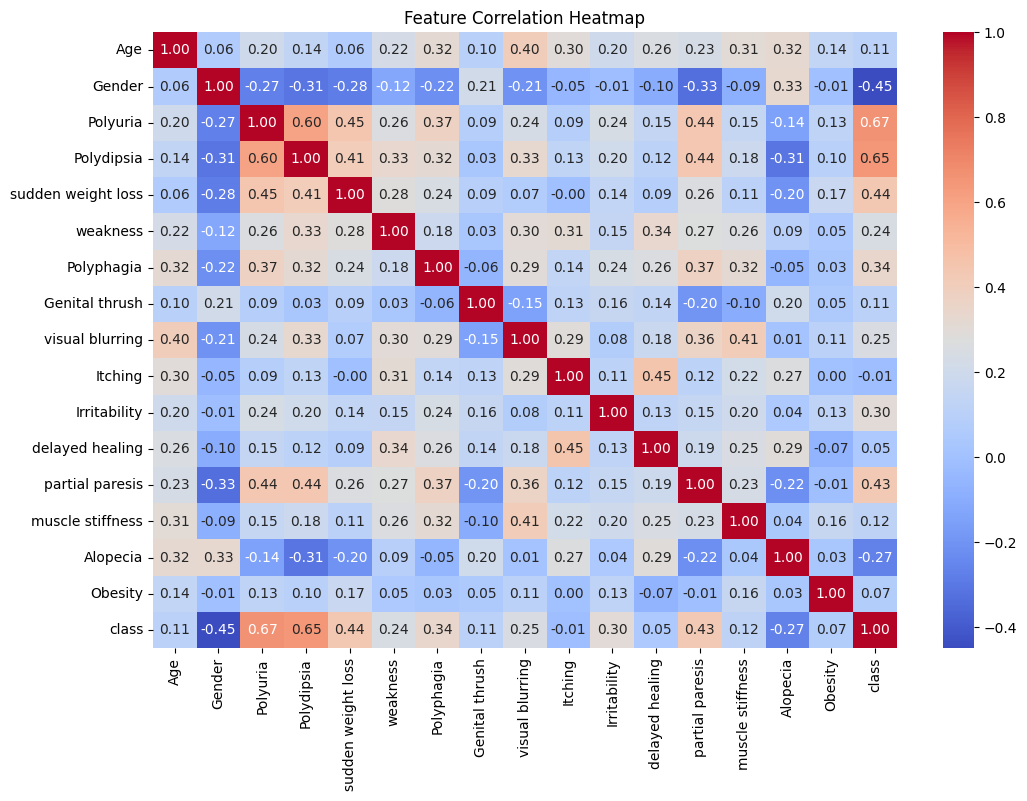 Feature Correlation Heatmap
Age 1.00 0.06 0.20 0.14 0.06 0.22 0.32 0.10 0.40 0.30 0.20 0.26 0.23 0.31 0.32 0.14 0.11
Gender 0.06 1.00 -0.27 -0.31 -0.28 -0.12 -0.22 0.21 -0.21 -0.05 -0.01 -0.10 -0.33 -0.09 0.33 -0.01 -0.45
Polyuria 0.20 -0.27 1.00 0.60 0.45 0.26 0.37 0.09 0.24 0.09 0.24 0.15 0.44 0.15 -0.14 0.13 0.67
Polydipsia 0.14 -0.31 0.60 1.00 0.41 0.33 0.32 0.03 0.33 0.13 0.20 0.12 0.44 0.18 -0.31 0.10 0.65
sudden weight loss 0.06 -0.28 0.45 0.41 1.00 0.28 0.24 0.09 0.07 -0.00 0.14 0.09 0.26 0.11 -0.20 0.17 0.44
weakness 0.22 -0.12 0.26 0.33 0.28 1.00 0.18 0.03 0.30 0.31 0.15 0.34 0.27 0.26 0.09 0.05 0.24
Polyphagia 0.32 -0.22 0.37 0.32 0.24 0.18 1.00 -0.06 0.29 0.14 0.24 0.26 0.37 0.32 -0.05 0.03 0.34
Genital thrush 0.10 0.21 0.09 0.03 0.09 0.03 -0.06 1.00 -0.15 0.13 0.16 0.14 -0.20 -0.10 0.20 0.05 0.11
visual blurring 0.40 -0.21 0.24 0.33 0.07 0.30 0.29 -0.15 1.00 0.29 0.08 0.18 0.36 0.41 0.01 0.11 0.25
Itching 0.30 -0.05 0.09 0.13 -0.00 0.31 0.14 0.13 0.29 1.00 0.11 0.45 0.12 0.22 0.27 0.00 -0.01
Irritability 0.20 -0.01 0.24 0.20 0.14 0.15 0.24 0.16 0.08 0.11 1.00 0.13 0.15 0.20 0.04 0.13 0.30
delayed healing 0.26 -0.10 0.15 0.12 0.09 0.34 0.26 0.14 0.18 0.45 0.13 1.00 0.19 0.25 0.29 -0.07 0.05
partial paresis 0.23 -0.33 0.44 0.44 0.26 0.27 0.37 -0.20 0.36 0.12 0.15 0.19 1.00 0.23 -0.22 -0.01 0.43
muscle stiffness 0.31 -0.09 0.15 0.18 0.11 0.26 0.32 -0.10 0.41 0.22 0.20 0.25 0.23 1.00 0.04 0.16 0.12
Alopecia 0.32 0.33 -0.14 -0.31 -0.20 0.09 -0.05 0.20 0.01 0.27 0.04 0.29 -0.22 0.04 1.00 0.03 -0.27
Obesity 0.14 -0.01 0.13 0.10 0.17 0.05 0.03 0.05 0.11 0.00 0.13 -0.07 -0.01 0.16 0.03 1.00 0.07
class 0.11 -0.45 0.67 0.65 0.44 0.24 0.34 0.11 0.25 -0.01 0.30 0.05 0.43 0.12 -0.27 0.07 1.00
Age
Gender
Polyuria
Polydipsia
sudden weight loss
weakness
Polyphagia
Genital thrush
visual blurring
Itching
Irritability
delayed healing
partial paresis
muscle stiffness
Alopecia
Obesity
class
1.0
0.8
0.6
0.4
0.2
0.0
−0.2
−0.4